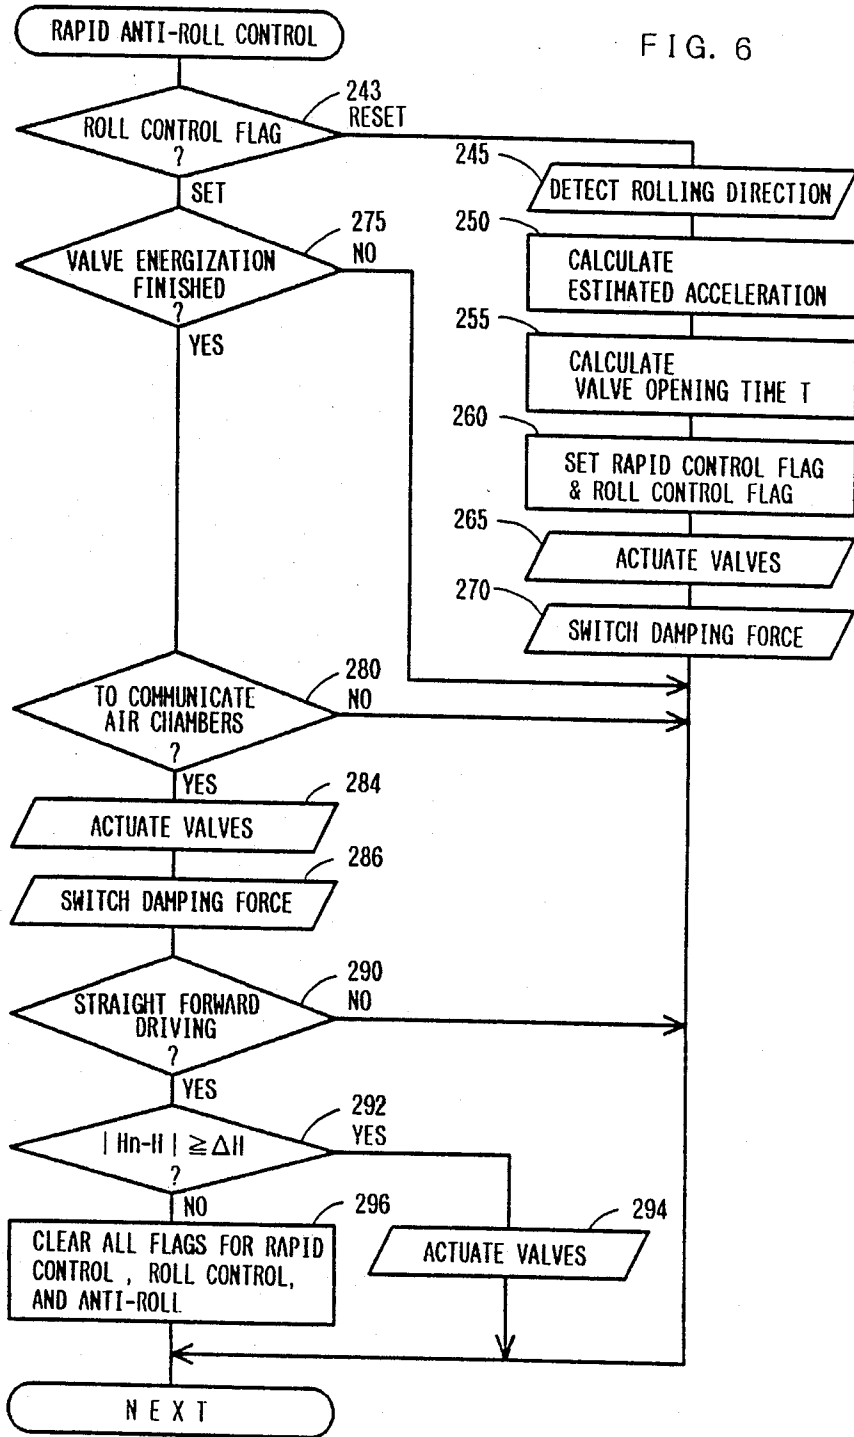 RAPID ANTI-ROLL CONTROL
FIG. 6
243
RESET
ROLL CONTROL FLAG
?
SET
245
DETECT ROLLING DIRECTION
250
CALCULATE
ESTIMATED ACCELERATION
255
CALCULATE
VALVE OPENING TIME T
260
SET RAPID CONTROL FLAG
& ROLL CONTROL FLAG
265
ACTUATE VALVES
270
SWITCH DAMPING FORCE
275
NO
VALVE ENERGIZATION
FINISHED
?
YES
280
NO
TO COMMUNICATE
AIR CHAMBERS
?
YES
284
ACTUATE VALVES
286
SWITCH DAMPING FORCE
290
NO
STRAIGHT FORWARD
DRIVING
?
YES
292
YES
| Hn-H | ≧ ΔH
?
NO
296
CLEAR ALL FLAGS FOR RAPID
CONTROL , ROLL CONTROL,
AND ANTI-ROLL
294
ACTUATE VALVES
NEXT